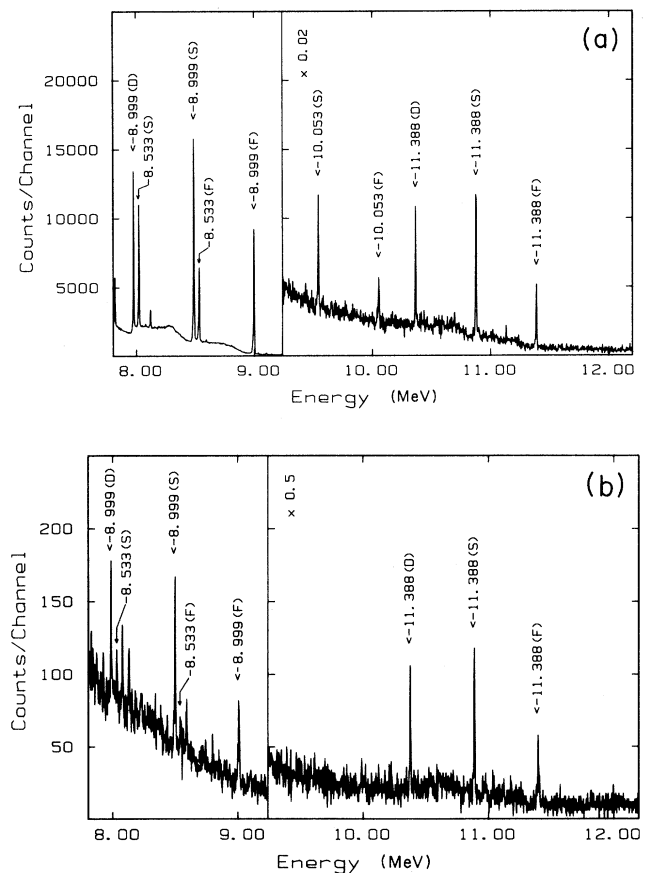 (a)
× 0.02
20000
15000
10000
5000
Counts/Channel
<-8.999(D)
-8.533(S)
<-8.999(S)
-8.533(F)
<-8.999(F)
<-10.053(S)
<-10.053(F)
<-11.388(D)
<-11.388(S)
<-11.388(F)
8.00
9.00
10.00
11.00
12.00
Energy (MeV)
(b)
× 0.5
200
150
100
50
Counts/Channel
<-8.999(D)
-8.533(S)
<-8.999(S)
-8.533(F)
<-8.999(F)
<-11.388(D)
<-11.388(S)
<-11.388(F)
8.00
9.00
10.00
11.00
12.00
Energy (MeV)